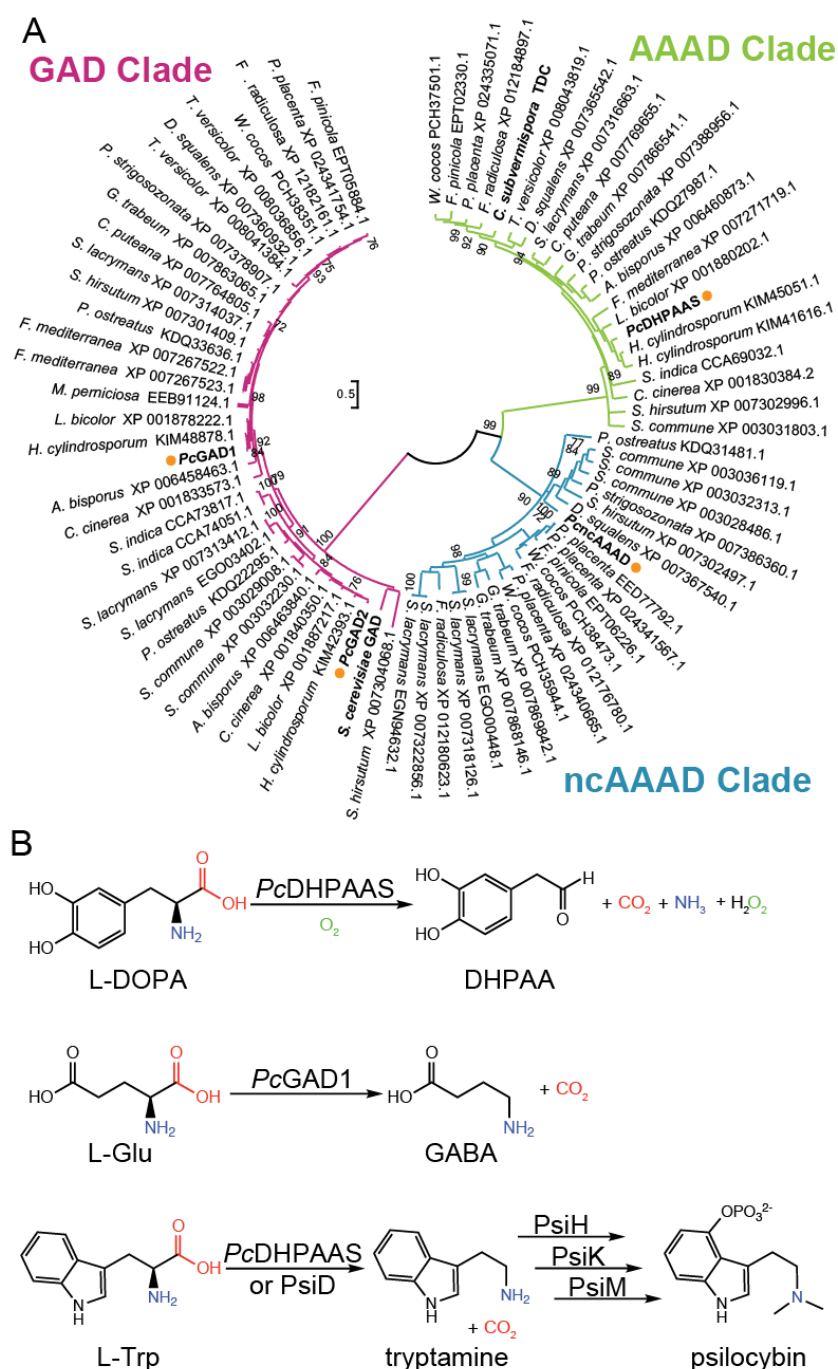 A
GAD Clade
AAAD Clade
F. pinicola EPT05884.1
P. placenta XP 024341754.1
F. radiculosa XP 12182161.1
W. cocos PCH38351.1
T. versicolor XP 008036856.1
D. squalens XP 007360932.1
T. versicolor XP 008041384.1
P. strigosozonata XP 007378907.1
G. trabeum XP 007863065.1
C. puteana XP 007764805.1
S. lacrymans XP 007314037.1
S. hirsutum XP 007301409.1
P. ostreatus KDQ33636.1
F. mediterranea XP 007267522.1
F. mediterranea XP 007267523.1
M. perniciosa EEB91124.1
L. bicolor XP 001878222.1
H. cylindrosporum KIM48878.1
PcGAD1
A. bisporus XP 006458463.1
C. cinerea XP 001833573.1
S. indica CCA73817.1
S. indica CCA74051.1
S. lacrymans XP 007313412.1
S. lacrymans EGO03402.1
P. ostreatus KDQ22295.1
S. commune XP 003029008.1
S. commune XP 003032230.1
A. bisporus XP 006463840.1
C. cinerea XP 001840350.1
L. bicolor XP 001887217.1
H. cylindrosporum KIM42393.1
PcGAD2
S. cerevisiae GAD
S. hirsutum XP 007304068.1
W. cocos PCH37501.1
F. pinicola EPT02330.1
P. placenta XP 024335071.1
F. radiculosa XP 012184897.1
C. subvermispora TDC
T. versicolor XP 008043819.1
D. squalens XP 007365542.1
S. lacrymans XP 007316663.1
C. puteana XP 007769655.1
G. trabeum XP 007866541.1
P. strigosozonata XP 007388956.1
P. ostreatus KDQ27987.1
A. bisporus XP 006460873.1
F. mediterranea XP 007271719.1
L. bicolor XP 001880202.1
PcDHPAAS
H. cylindrosporum KIM45051.1
H. cylindrosporum KIM41616.1
S. indica CCA69032.1
C. cinerea XP 001830384.2
S. hirsutum XP 007302996.1
S. commune XP 003031803.1
P. ostreatus KDQ31481.1
S. commune XP 003036119.1
S. commune XP 003032313.1
S. commune XP 003028486.1
P. strigosozonata XP 007386360.1
S. hirsutum XP 007302497.1
D. squalens XP 007367540.1
PcncAAAD
P. placenta EED77792.1
P. placenta XP 024341567.1
F. pinicola EPT06226.1
W. cocos PCH38473.1
F. radiculosa XP 012176780.1
P. placenta XP 024340665.1
W. cocos PCH35944.1
G. trabeum XP 007869842.1
G. trabeum XP 007868146.1
S. lacrymans EGO00448.1
S. lacrymans XP 007318126.1
F. radiculosa XP 012180623.1
S. lacrymans XP 007322856.1
S. lacrymans EGN94632.1
76
75
93
72
98
92
84
79
100
100
91
84
76
100
0.5
99
99
92
90
94
89
99
77
84
89
90
100
72
98
99
100
ncAAAD Clade
B
HO
HO
O
OH
NH2
L-DOPA
PcDHPAAS
O2
HO
HO
H
O
DHPAA
+ CO2 + NH3 + H2O2
O
HO
O
OH
NH2
L-Glu
PcGAD1
O
HO
NH2
GABA
+ CO2
O
OH
NH2
N
H
L-Trp
PcDHPAAS
or PsiD
NH2
N
H
+ CO2
tryptamine
PsiH
PsiK
PsiM
OPO3 2-
N
N
H
psilocybin